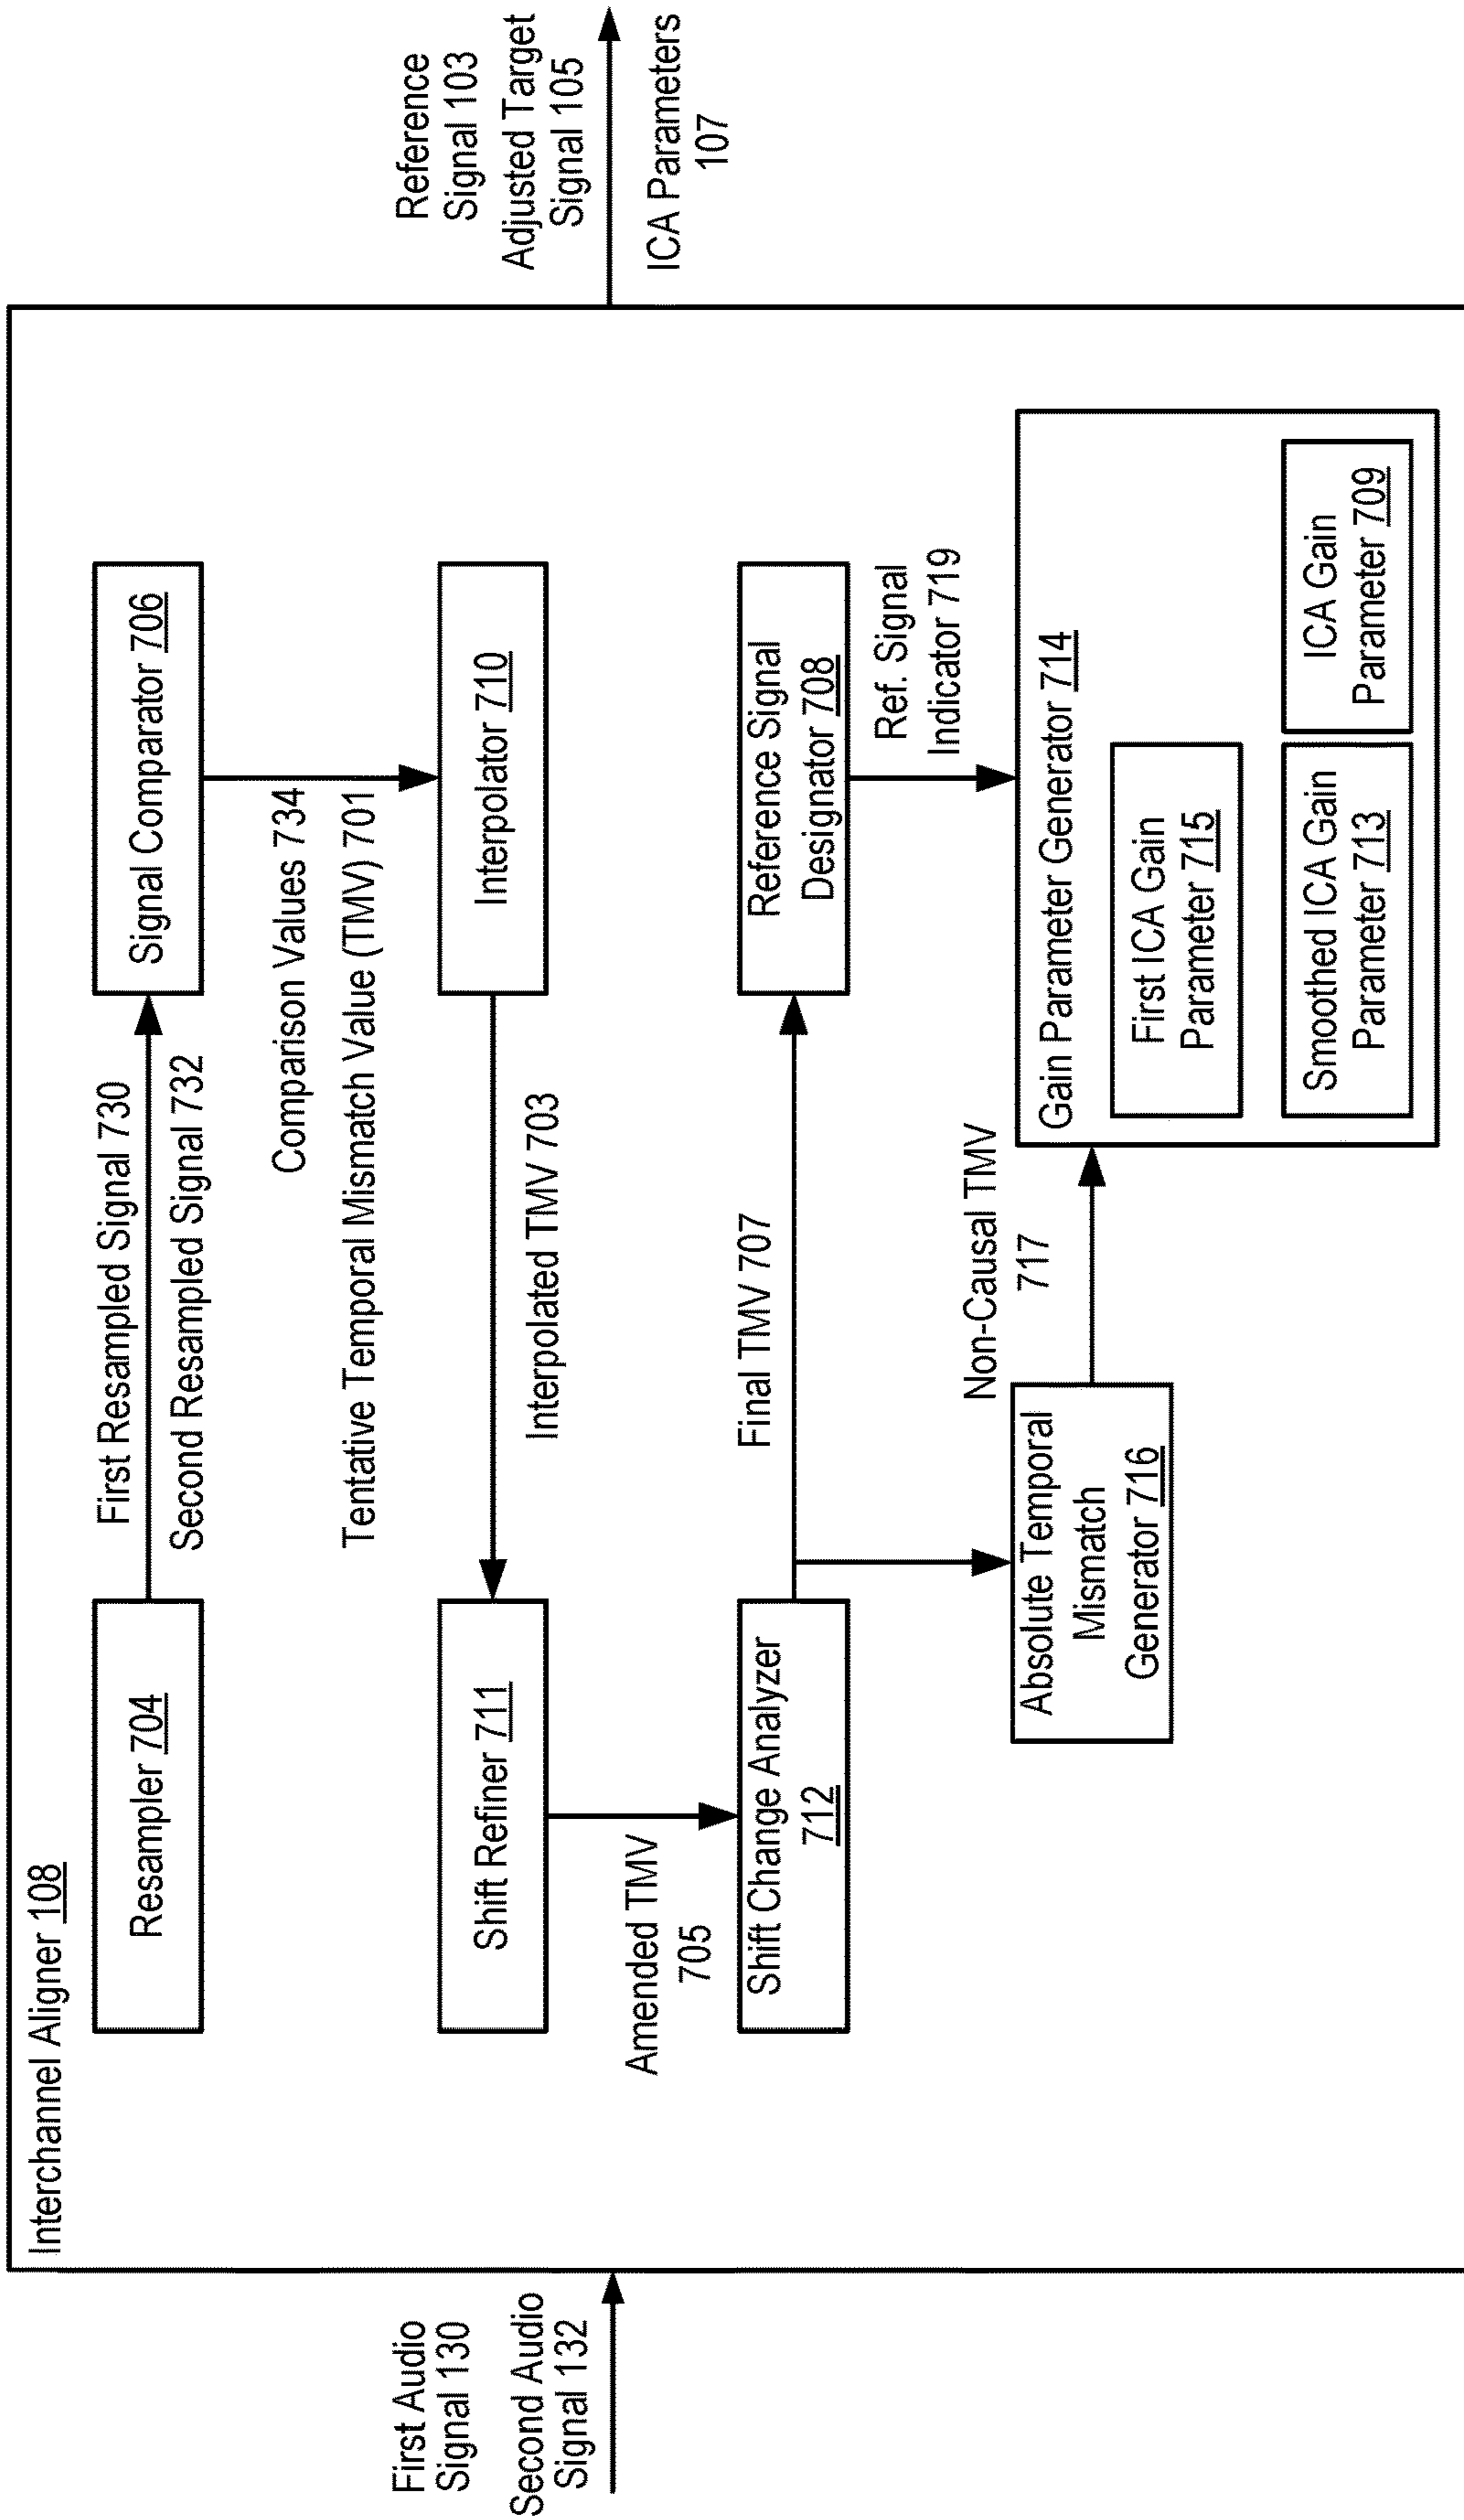 Interchannel Aligner 108
First Audio
Signal 130
Second Audio
Signal 132
Resampler 704
First Resampled Signal 730
Second Resampled Signal 732
Signal Comparator 706
Comparison Values 734
Tentative Temporal Mismatch Value (TMV) 701
Interpolator 710
Interpolated TMV 703
Shift Refiner 711
Amended TMV
705
Shift Change Analyzer
712
Final TMV 707
Reference Signal
Designator 708
Ref. Signal
Indicator 719
Absolute Temporal
Mismatch
Generator 716
Non-Causal TMV
717
Gain Parameter Generator 714
First ICA Gain
Parameter 715
Smoothed ICA Gain
Parameter 713
ICA Gain
Parameter 709
Reference
Signal 103
Adjusted Target
Signal 105
ICA Parameters
107